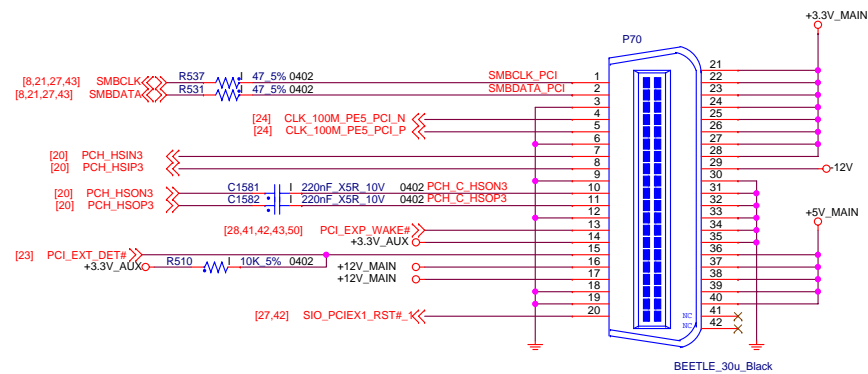 +3.3V_MAIN
P70
[8,21,27,43] SMBCLK R537 I 47_5% 0402 SMBCLK_PCI 1 21
[8,21,27,43] SMBDATA R531 I 47_5% 0402 SMBDATA_PCI 2 22
3 23
[24] CLK_100M_PE5_PCI_N 4 24
[24] CLK_100M_PE5_PCI_P 5 25
6 26
[20] PCH_HSIN3 7 27
[20] PCH_HSIP3 8 28
9 29 -12V
[20] PCH_HSON3 C1581 I 220nF_X5R_10V 0402 PCH_C_HSON3 10 30
[20] PCH_HSOP3 C1582 I 220nF_X5R_10V 0402 PCH_C_HSOP3 11 31
12 32
[28,41,42,43,50] PCI_EXP_WAKE# 13 33
+5V_MAIN
+3.3V_AUX 14 34
[23] PCI_EXT_DET# 15 35
+3.3V_AUX R510 I 10K_5% 0402 +12V_MAIN 16 36
+12V_MAIN 17 37
18 38
19 39
[27,42] SIO_PCIEX1_RST#_1 20 40
NC 41
NC 42
BEETLE_30u_Black